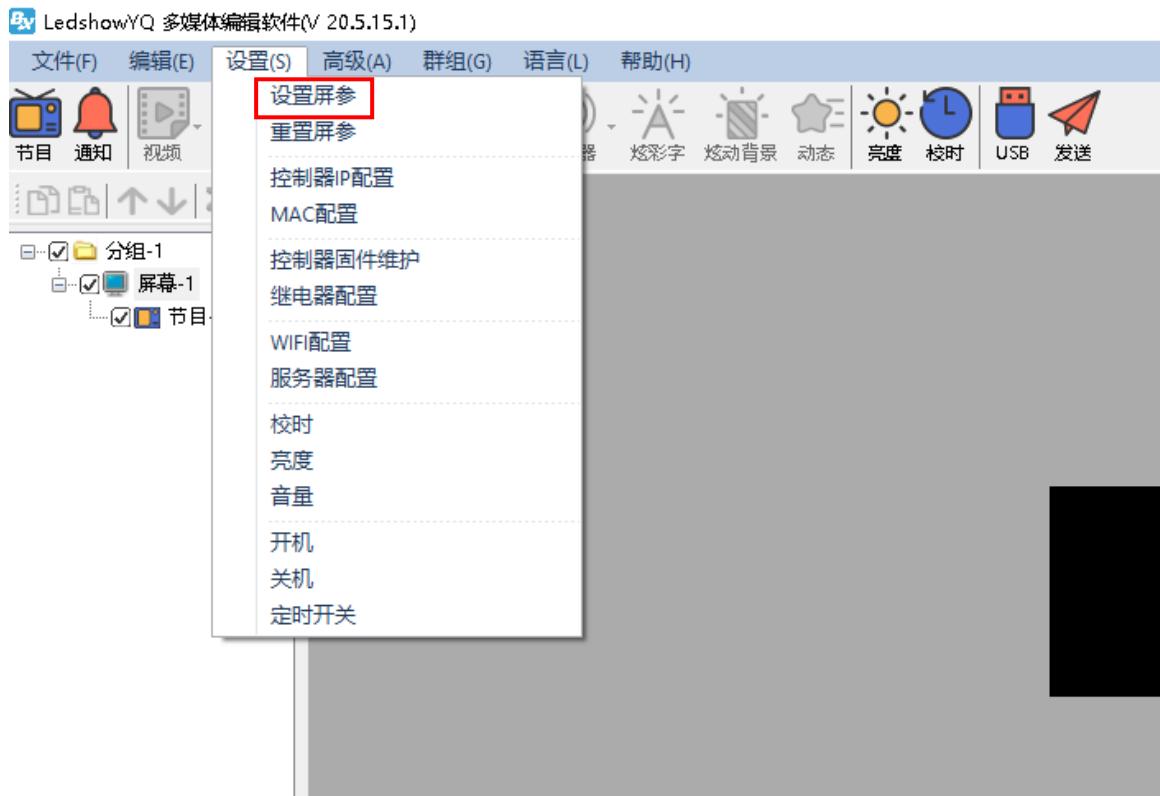 LedshowYQ 多媒体编辑软件(V 20.5.15.1)
文件(F) 编辑(E) 设置(S) 高级(A) 群组(G) 语言(L) 帮助(H)
节目 通知 视频 器 炫彩字 炫动背景 动态 亮度 校时 USB 发送
设置屏参
重置屏参
控制器IP配置
MAC配置
控制器固件维护
继电器配置
WIFI配置
服务器配置
校时
亮度
音量
开机
关机
定时开关
分组-1
屏幕-1
节目-